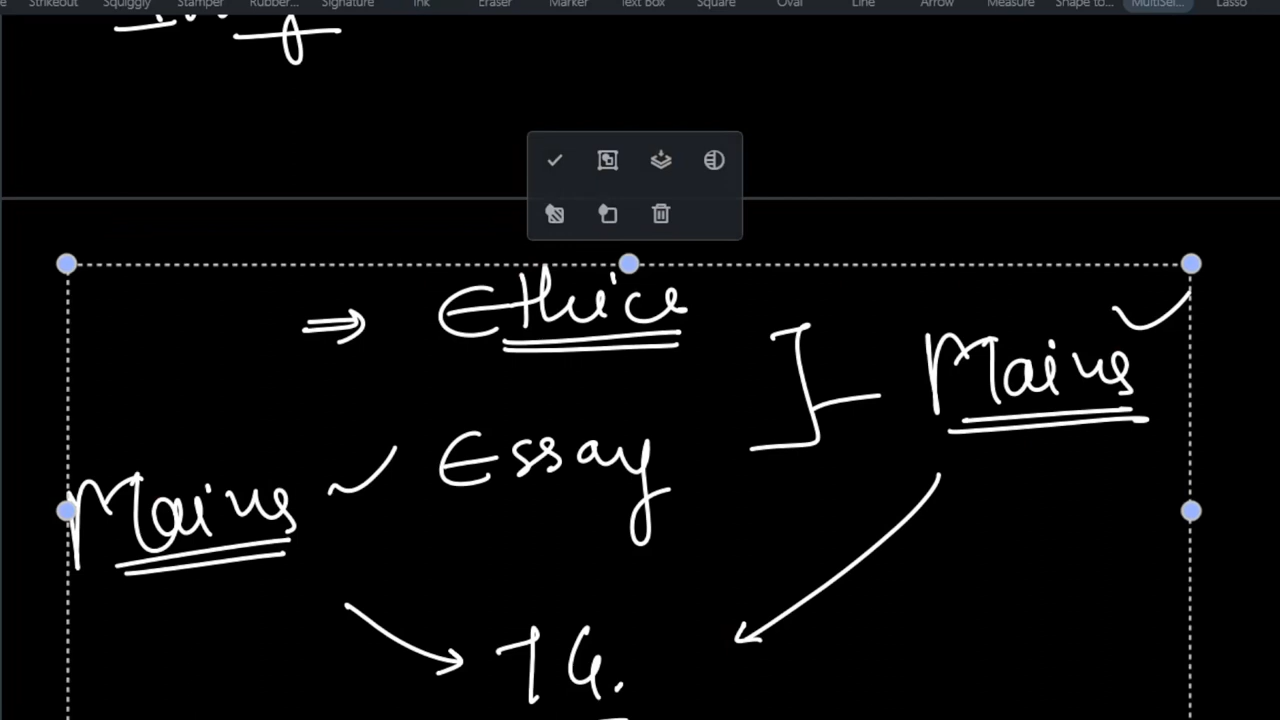 Strikeout Squiggly Stamper Rubber... Signature Ink Eraser Marker Text Box Square Oval Line Arrow Measure Shape to... MultiSel... Lasso
⇒ Ethics
Mains
Essay
Mains
→ TG.